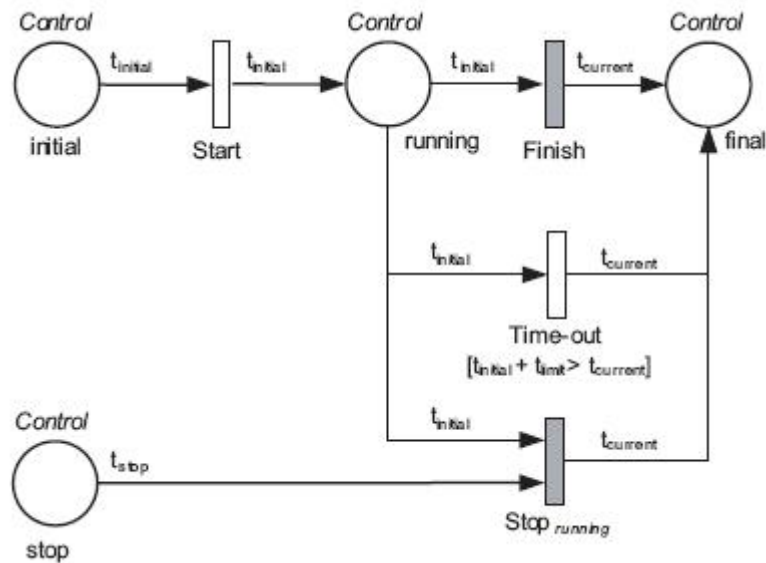 Control Control Control
t_initial t_initial t_initial t_current
initial Start running Finish final
t_initial t_current
Time-out
[t_initial + t_limit > t_current]
t_initial
Control t_current
t_stop
stop Stop_running